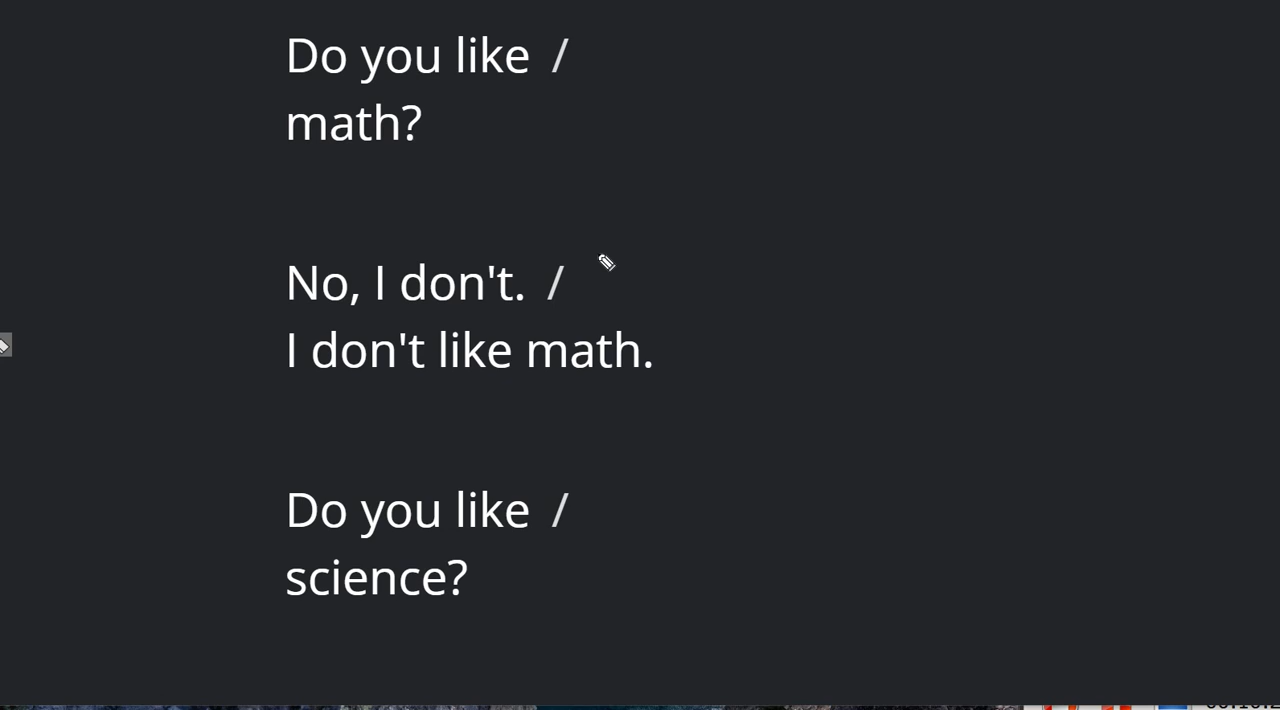 Do you like /
math?
No, I don't. /
I don't like math.
Do you like /
science?